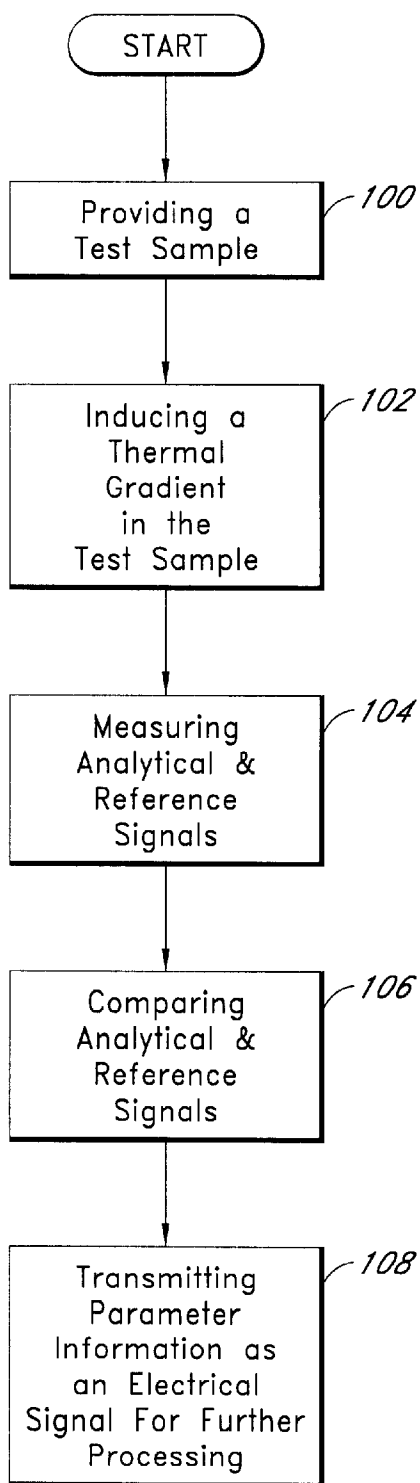 START
100
Providing a
Test Sample
102
Inducing a
Thermal
Gradient
in the
Test Sample
104
Measuring
Analytical &
Reference
Signals
106
Comparing
Analytical &
Reference
Signals
108
Transmitting
Parameter
Information as
an Electrical
Signal For Further
Processing